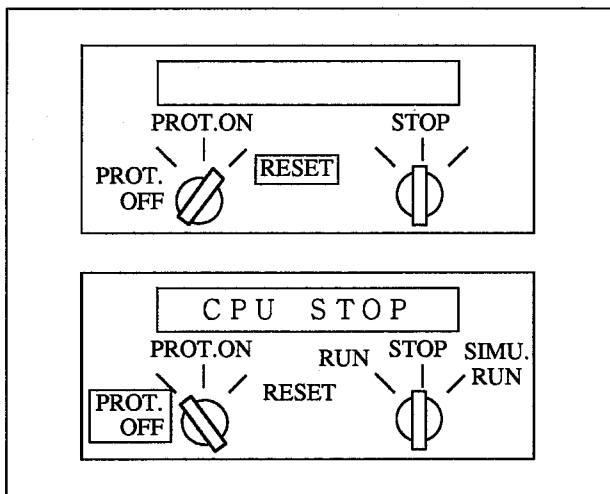 PROT.ON STOP
PROT.
OFF
RESET
CPU STOP
PROT.ON
RUN STOP SIMU.
RUN
PROT.
OFF
RESET